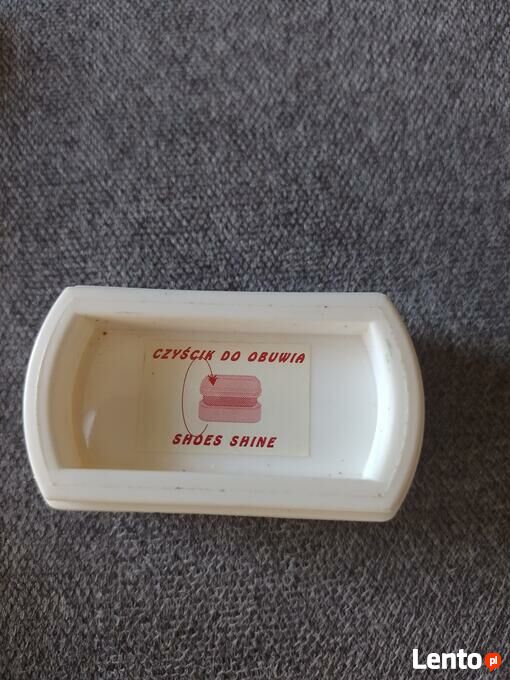 CZYŚCIK DO OBUWIA
SHOES SHINE
Lento.pl